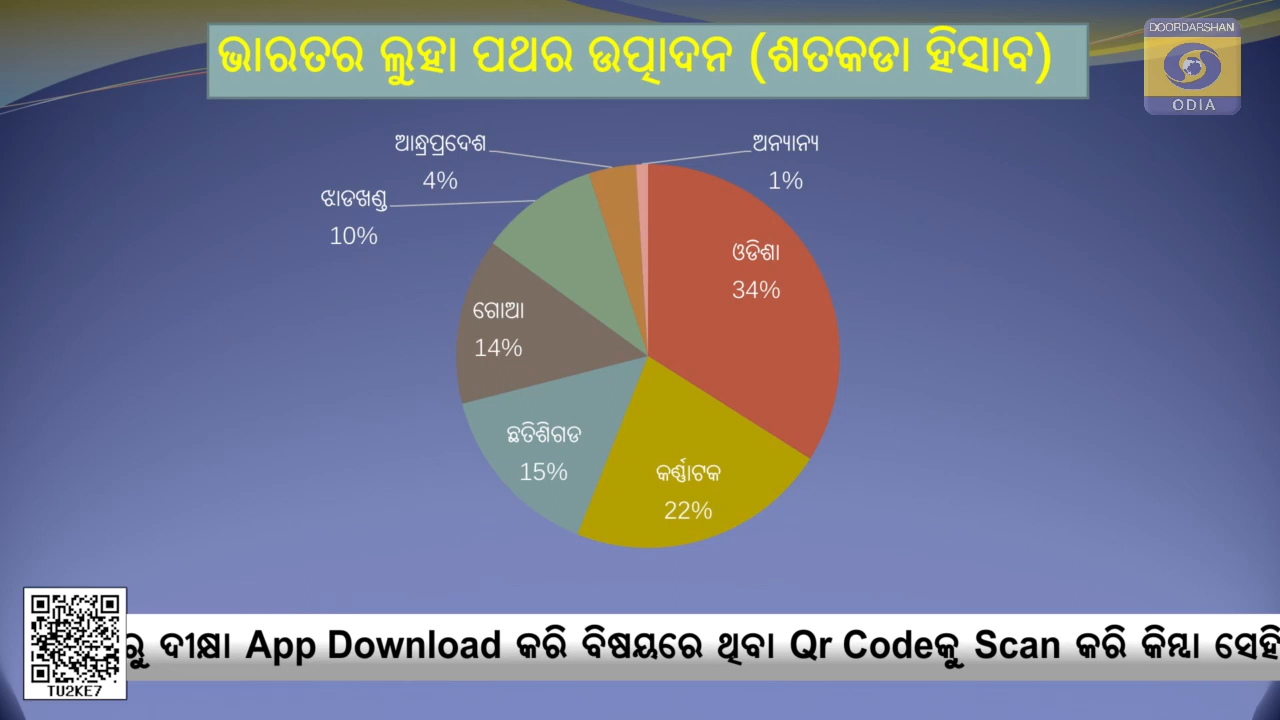 ଭାରତର ଲୁହା ପଥର ଉତ୍ପାଦନ (ଶତକଡା ହିସାବ)
DOORDARSHAN
ODIA
ଆନ୍ଧ୍ରପ୍ରଦେଶ
4%
ଅନ୍ୟାନ୍ୟ
1%
ଝାଡଖଣ୍ଡ
10%
ଓଡିଶା
34%
ଗୋଆ
14%
ଛତିଶିଗଡ
15%
କର୍ଣ୍ଣାଟକ
22%
ରୁ ଦୀକ୍ଷା App Download କରି ବିଷୟରେ ଥିବା Qr Codeକୁ Scan କରି କିମ୍ଭା ସେହି
TU2KE7